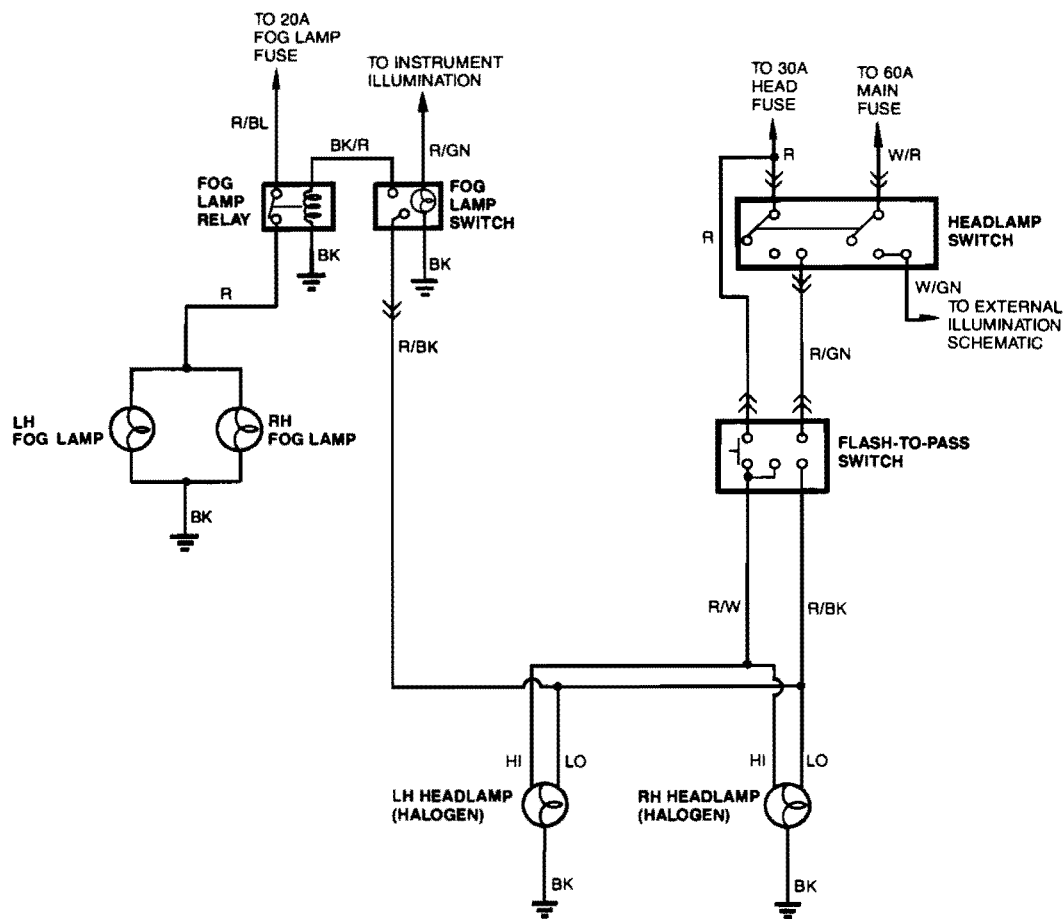 TO 20A
FOG LAMP
FUSE
TO INSTRUMENT
ILLUMINATION
TO 30A
HEAD
FUSE
TO 60A
MAIN
FUSE
R/BL
BK/R
R/GN
R
W/R
FOG
LAMP
RELAY
FOG
LAMP
SWITCH
HEADLAMP
SWITCH
R
BK
BK
W/GN
R
TO EXTERNAL
ILLUMINATION
SCHEMATIC
R/BK
R/GN
LH
FOG LAMP
RH
FOG LAMP
FLASH-TO-PASS
SWITCH
BK
R/W
R/BK
HI
LO
HI
LO
LH HEADLAMP
(HALOGEN)
RH HEADLAMP
(HALOGEN)
BK
BK